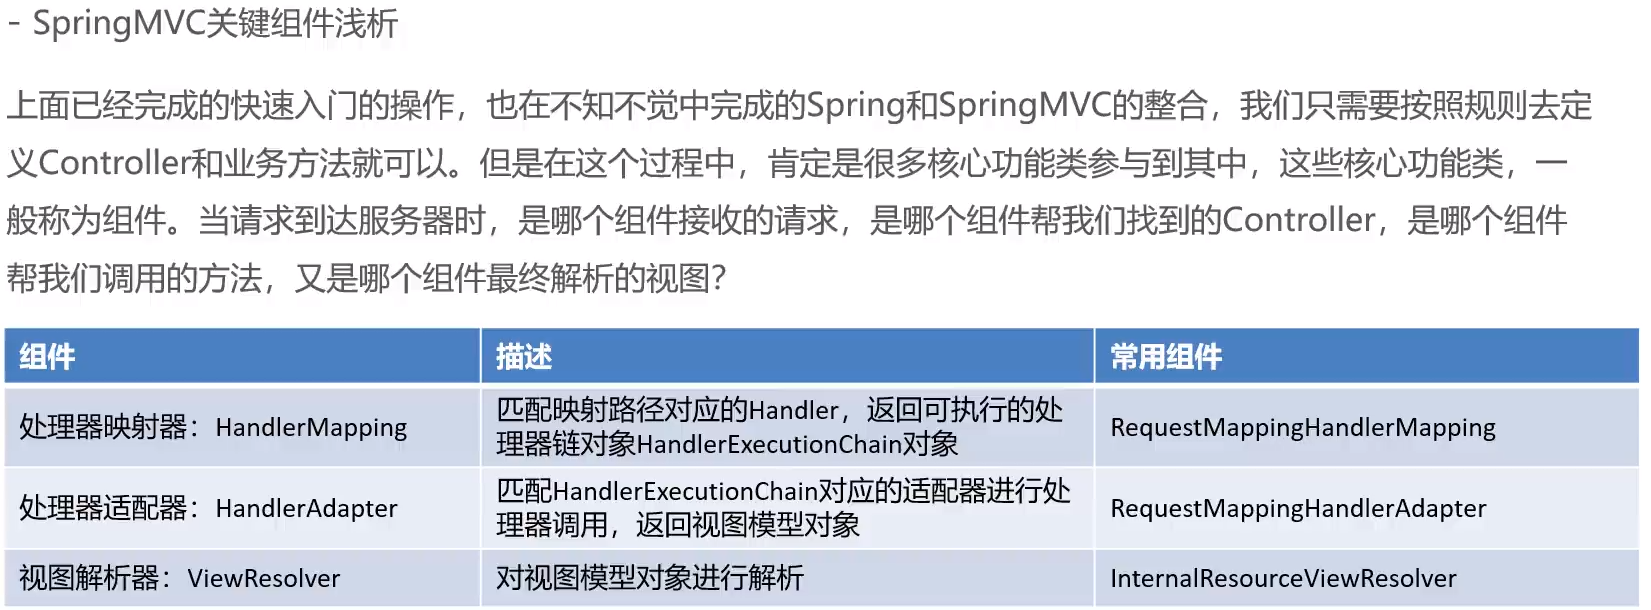 - SpringMVC关键组件浅析
上面已经完成的快速入门的操作，也在不知不觉中完成的Spring和SpringMVC的整合，我们只需要按照规则去定
义Controller和业务方法就可以。但是在这个过程中，肯定是很多核心功能类参与到其中，这些核心功能类，一
般称为组件。当请求到达服务器时，是哪个组件接收的请求，是哪个组件帮我们找到的Controller，是哪个组件
帮我们调用的方法，又是哪个组件最终解析的视图？
组件 描述 常用组件
处理器映射器：HandlerMapping
匹配映射路径对应的Handler，返回可执行的处
理器链对象HandlerExecutionChain对象
RequestMappingHandlerMapping
处理器适配器：HandlerAdapter
匹配HandlerExecutionChain对应的适配器进行处
理器调用，返回视图模型对象
RequestMappingHandlerAdapter
视图解析器：ViewResolver 对视图模型对象进行解析 InternalResourceViewResolver